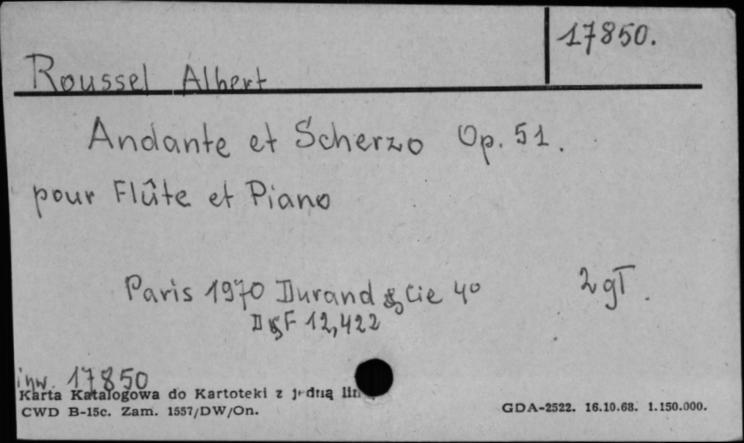 17850.
Roussel Albert
Andante et Scherzo Op. 51.
pour Flûte et Piano
Paris 1970 Durand & Cie 4° 2 gT.
D & F 12,422
inw. 17850
Karta Katalogowa do Kartoteki z jedną
CWD B-15c. Zam. 1557/DW/On.
GDA-2522. 16.10.68. 1.150.000.